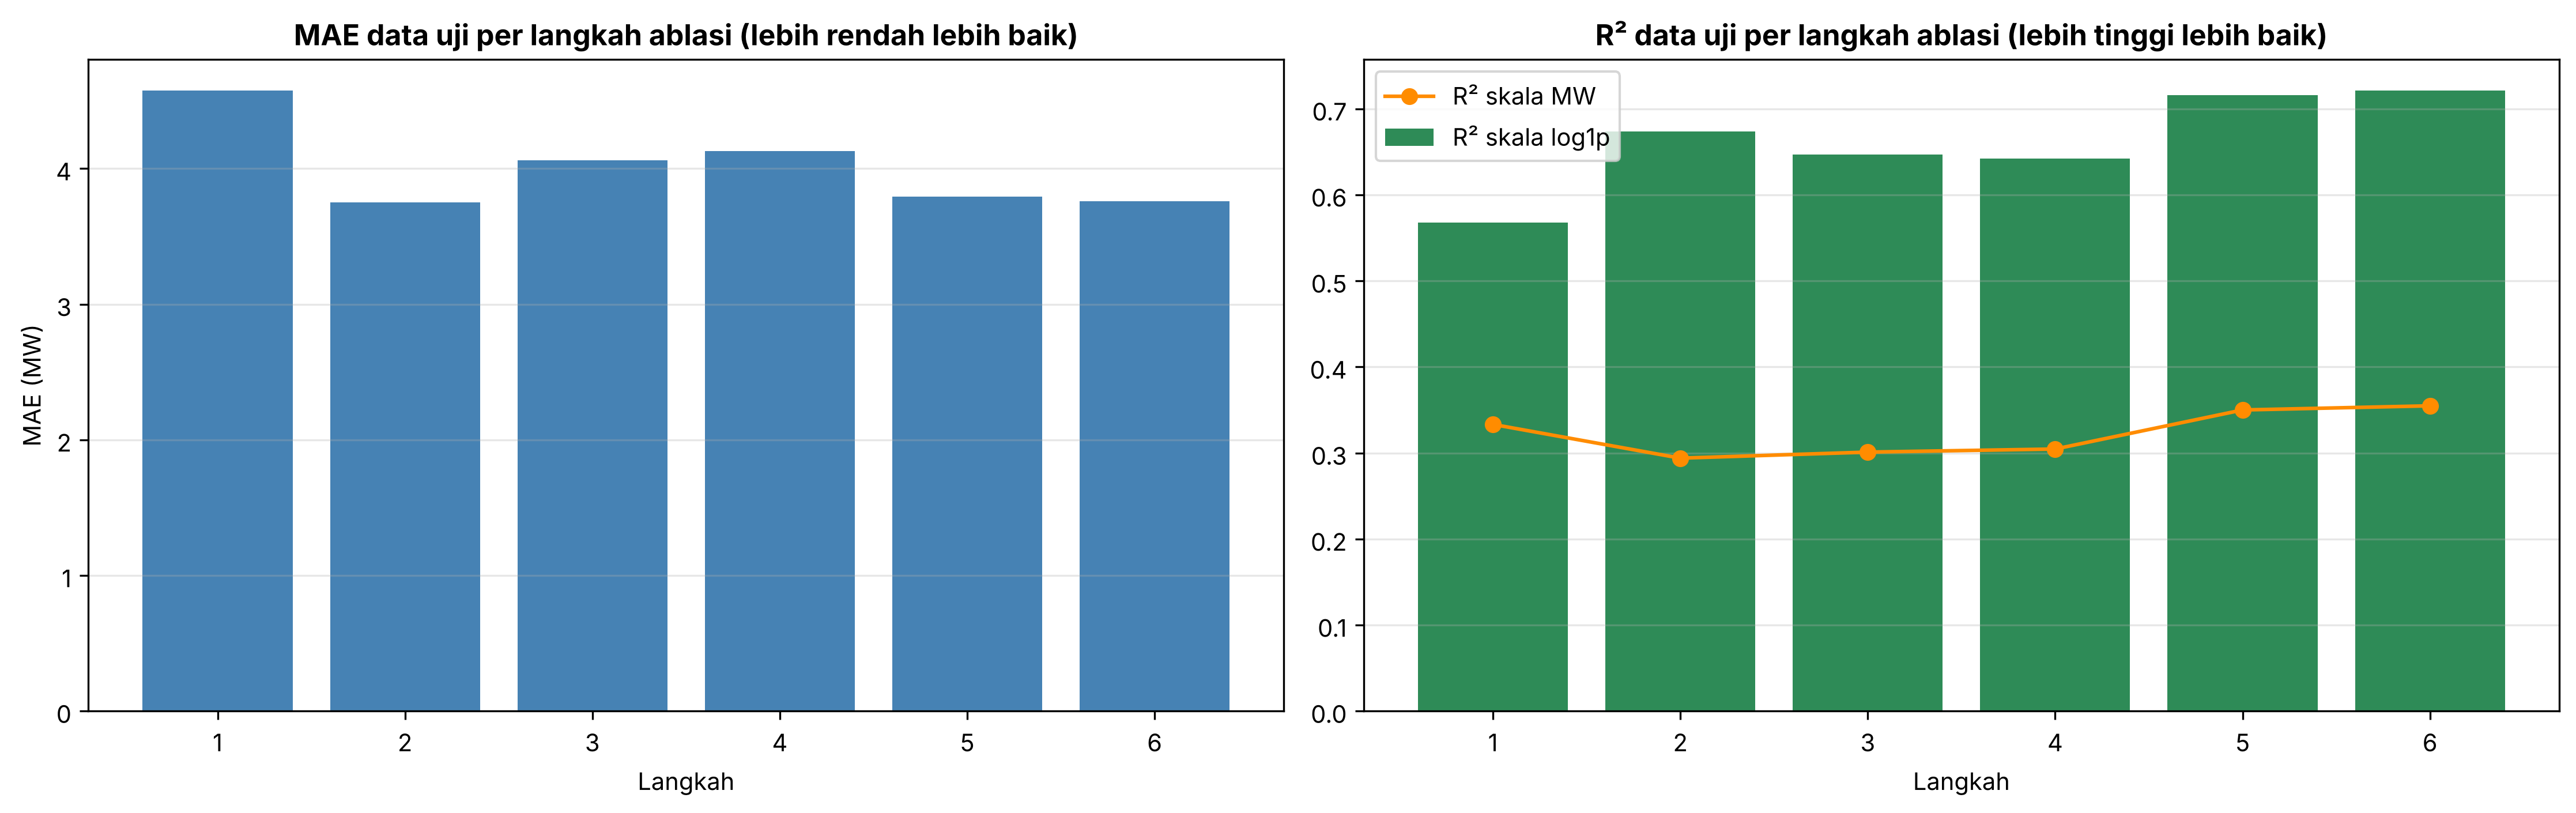 MAE data uji per langkah ablasi (lebih rendah lebih baik)
MAE (MW)
4
3
2
1
0
1 2 3 4 5 6
Langkah
R² data uji per langkah ablasi (lebih tinggi lebih baik)
R² skala MW
R² skala log1p
0.7
0.6
0.5
0.4
0.3
0.2
0.1
0.0
1 2 3 4 5 6
Langkah